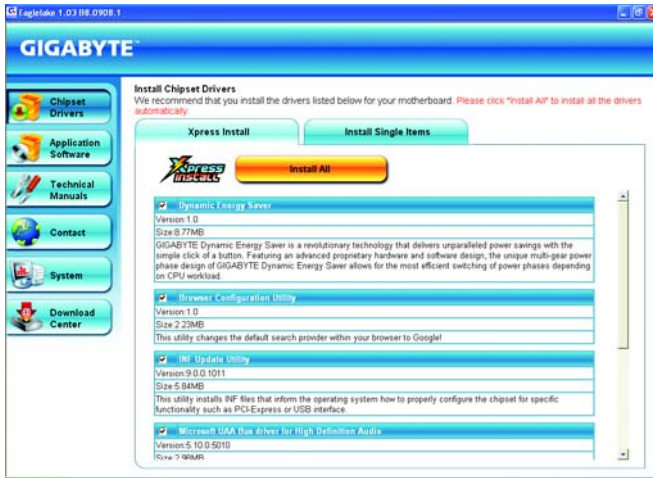 Eaglelake 1.03 B8.0908.1
GIGABYTE™
Chipset
Drivers
Application
Software
Technical
Manuals
Contact
System
Download
Center
Install Chipset Drivers
We recommend that you install the drivers listed below for your motherboard. Please click "Install All" to install all the drivers
automatically.
Xpress Install
Install Single Items
Xpress
INSTALL
Install All
Dynamic Energy Saver
Version:1.0
Size:8.77MB
GIGABYTE Dynamic Energy Saver is a revolutionary technology that delivers unparalleled power savings with the
simple click of a button. Featuring an advanced proprietary hardware and software design, the unique multi-gear power
phase design of GIGABYTE Dynamic Energy Saver allows for the most efficient switching of power phases depending
on CPU workload.
Browser Configuration Utility
Version:1.0
Size:2.23MB
This utility changes the default search provider within your browser to Google!
INF Update Utility
Version:9.0.0.1011
Size:5.84MB
This utility installs INF files that inform the operating system how to properly configure the chipset for specific
functionality such as PCI-Express or USB interface.
Microsoft UAA Bus driver for High Definition Audio
Version:5.10.0.5010
Size:2.98MB